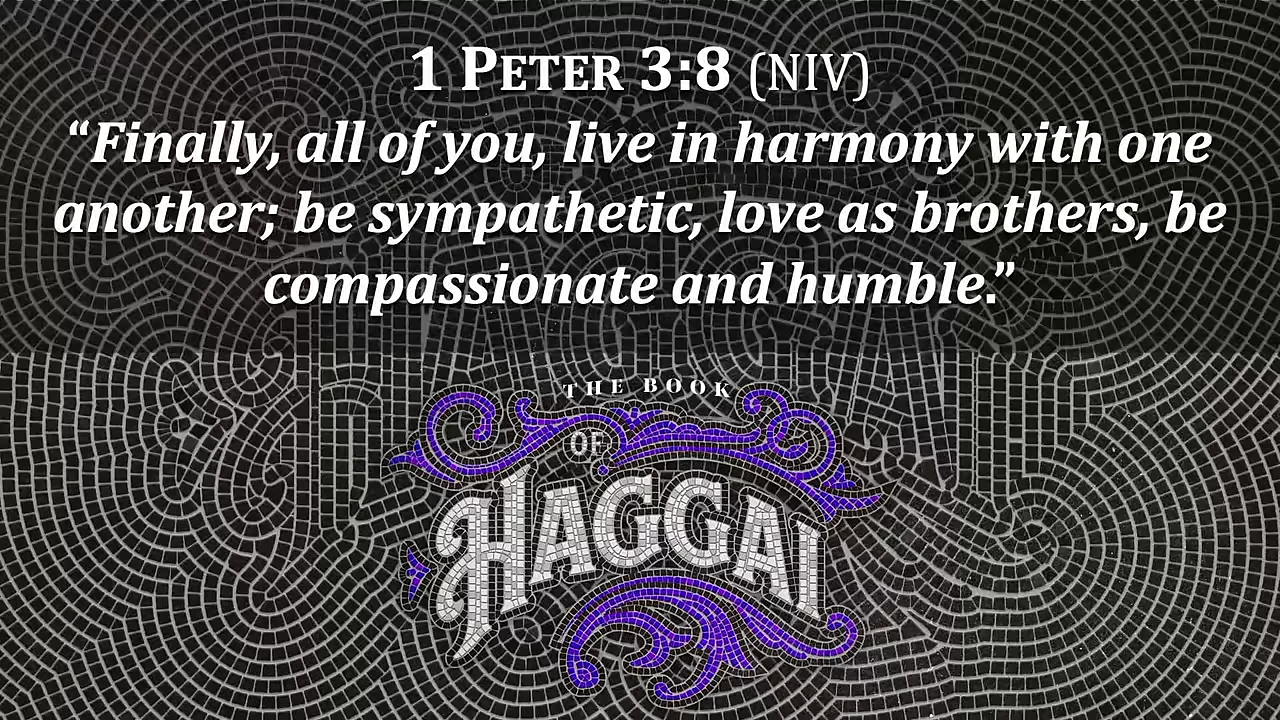 1 PETER 3:8 (NIV)
“Finally, all of you, live in harmony with one
another; be sympathetic, love as brothers, be
compassionate and humble.”
THE BOOK
OF
HAGGAI